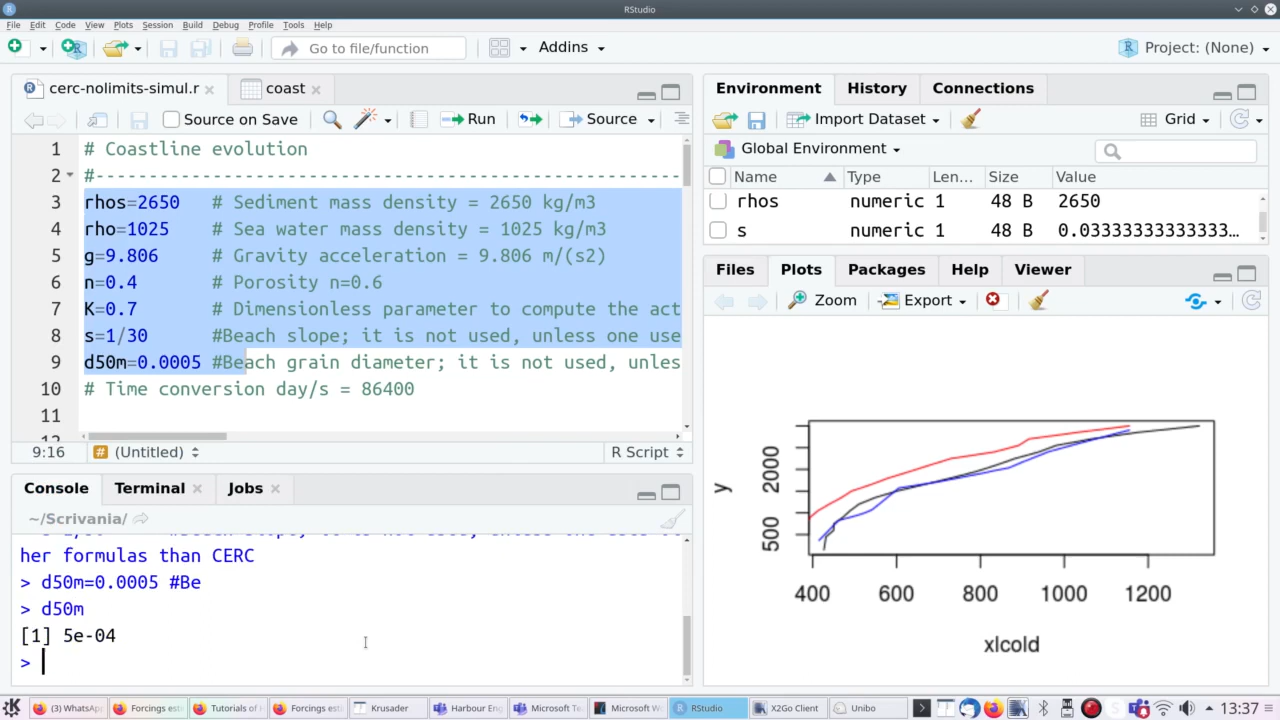 RStudio
File Edit Code View Plots Session Build Debug Profile Tools Help
Go to file/function
Addins
Project: (None)
cerc-nolimits-simul.r
coast
Source on Save
Run
Source
1 # Coastline evolution
2 #-------------------------------------------------------
3 rhos=2650 # Sediment mass density = 2650 kg/m3
4 rho=1025 # Sea water mass density = 1025 kg/m3
5 g=9.806 # Gravity acceleration = 9.806 m/(s2)
6 n=0.4 # Porosity n=0.6
7 K=0.7 # Dimensionless parameter to compute the act
8 s=1/30 #Beach slope; it is not used, unless one use
9 d50m=0.0005 #Beach grain diameter; it is not used, unles
10 # Time conversion day/s = 86400
11
12
9:16
(Untitled)
R Script
Console Terminal Jobs
~/Scrivania/
her formulas than CERC
> d50m=0.0005 #Be
> d50m
[1] 5e-04
>
Environment History Connections
Import Dataset
Grid
Global Environment
Name Type Len... Size Value
rhos numeric 1 48 B 2650
s numeric 1 48 B 0.03333333333333...
Files Plots Packages Help Viewer
Zoom Export
y
2000
500
400 600 800 1000 1200
xlcold
(3) WhatsAp
Forcings este
Tutorials of H
Forcings este
Krusader
Harbour Eng
Microsoft Te
Microsoft W
RStudio
X2Go Client
Unibo
13:37